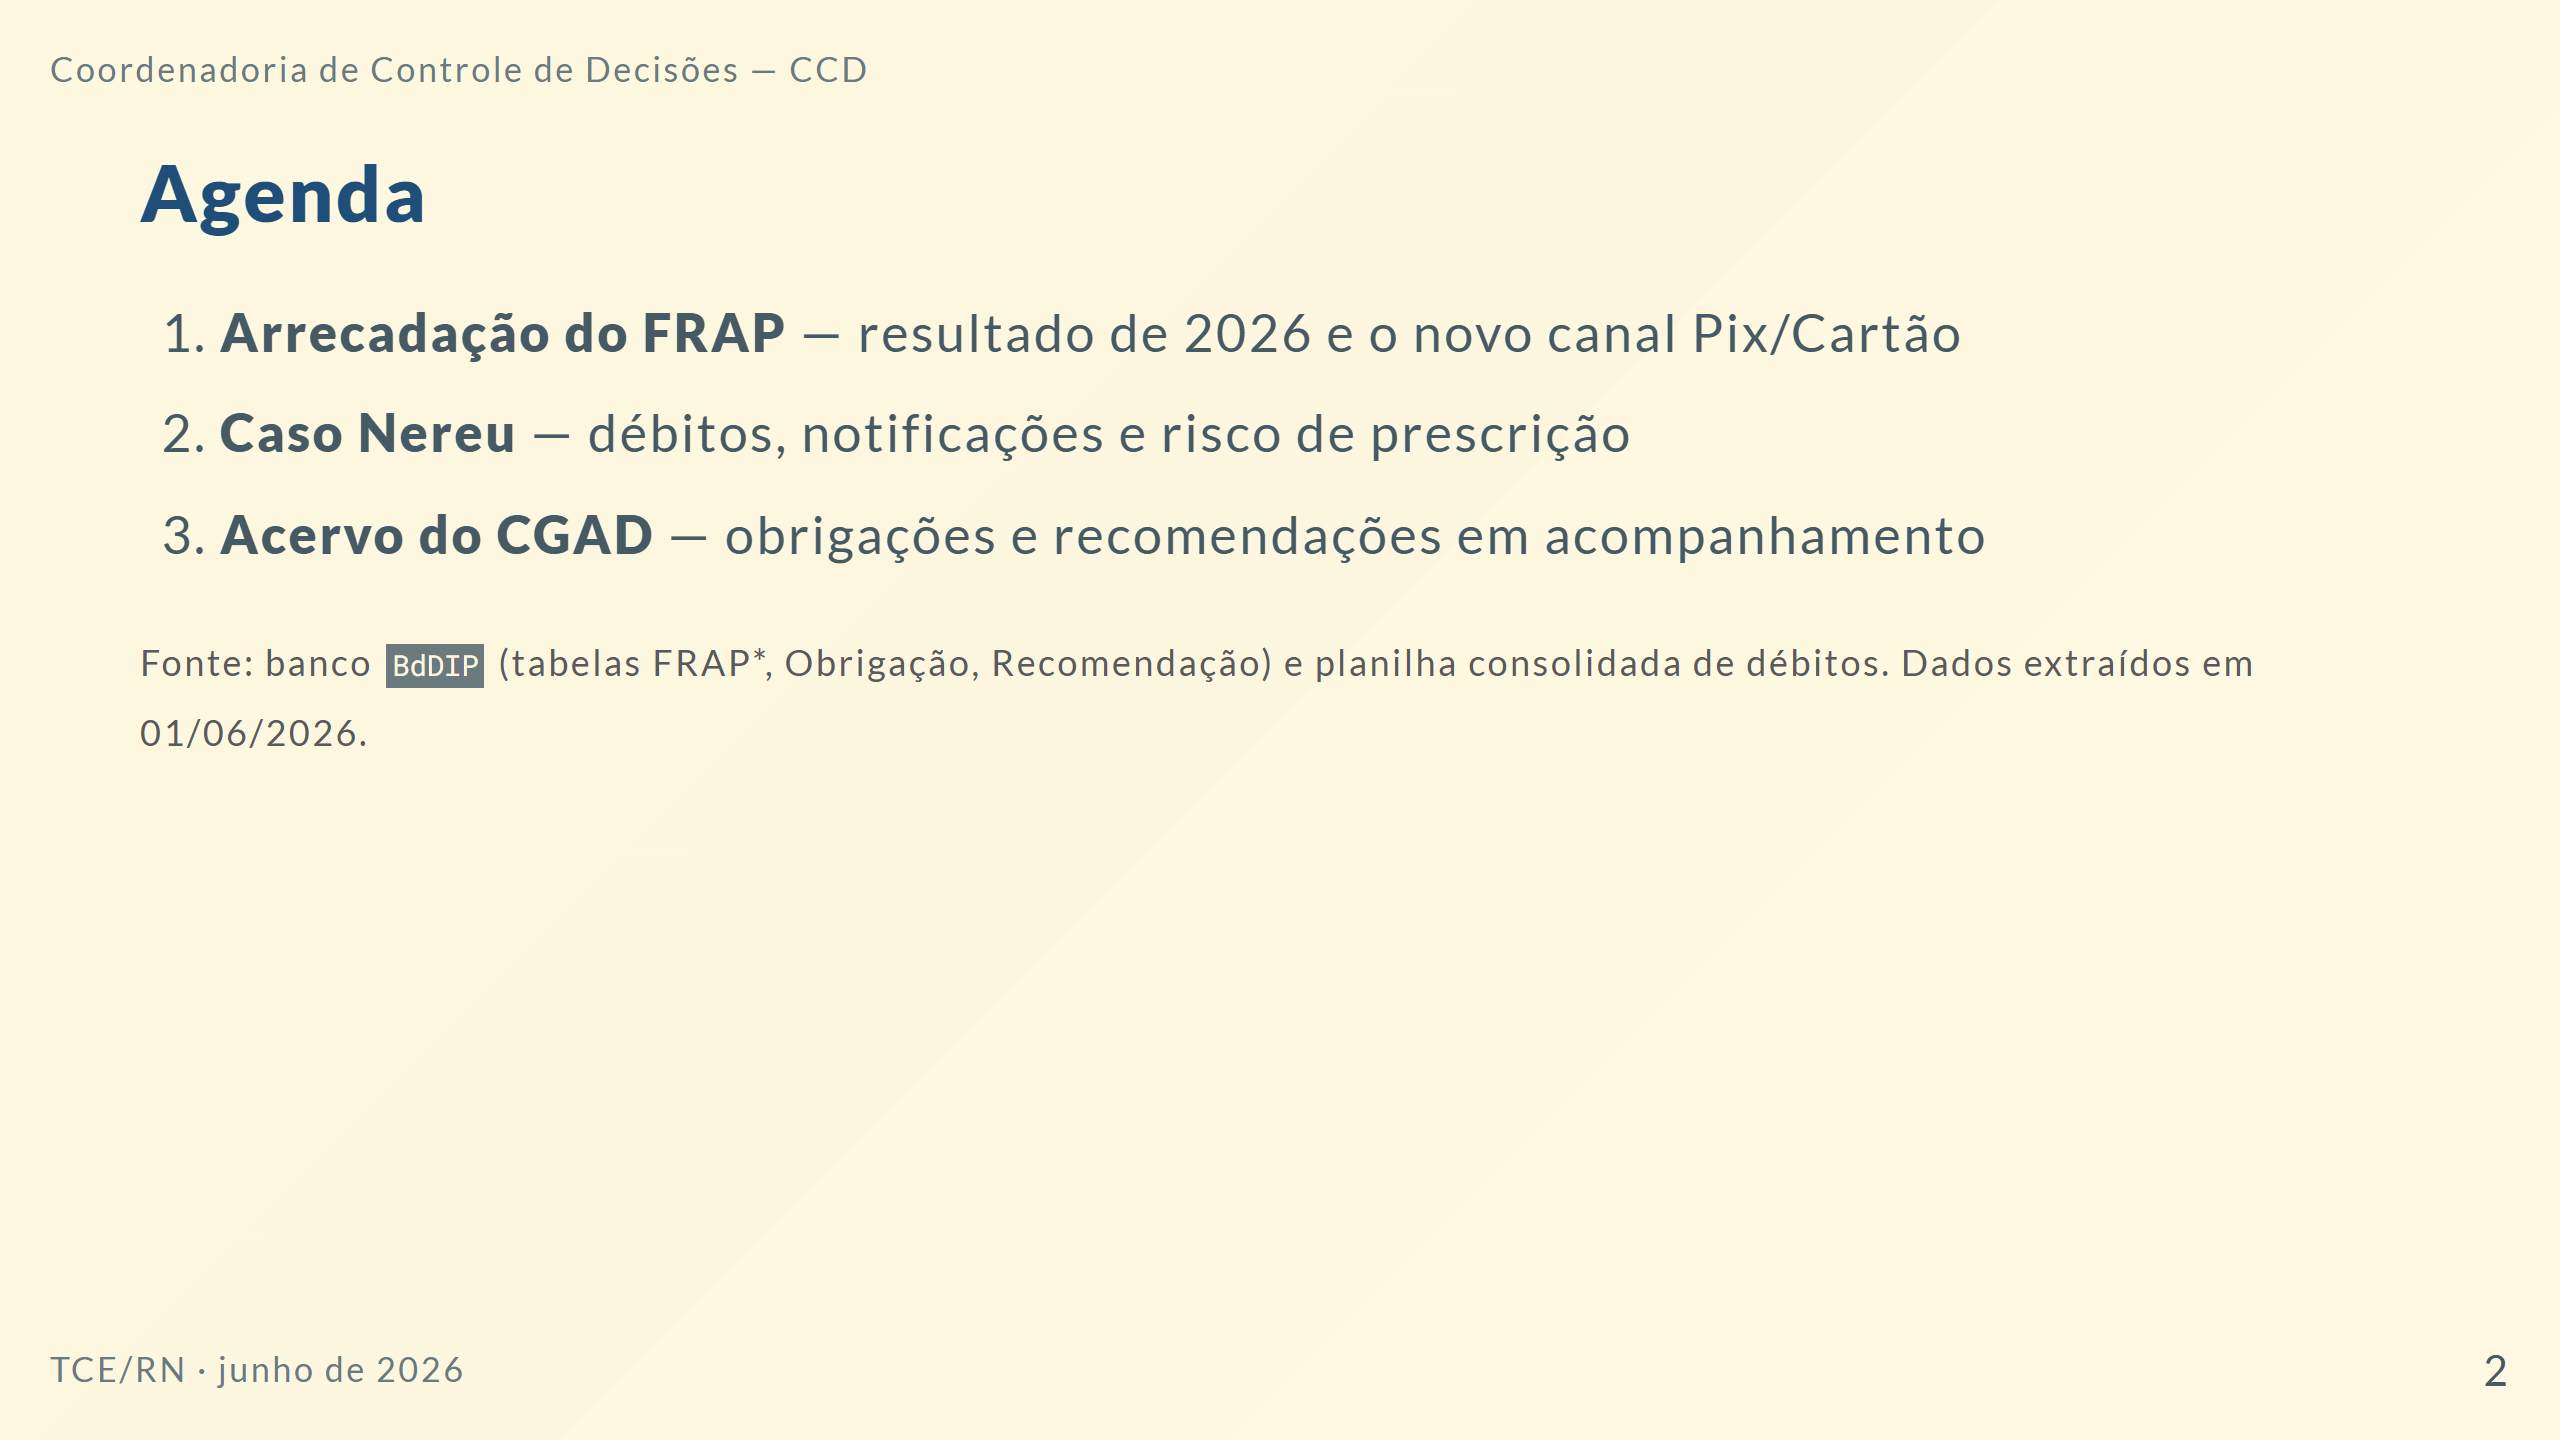 Coordenadoria de Controle de Decisões — CCD
Agenda
1. Arrecadação do FRAP — resultado de 2026 e o novo canal Pix/Cartão
2. Caso Nereu — débitos, notificações e risco de prescrição
3. Acervo do CGAD — obrigações e recomendações em acompanhamento
Fonte: banco BdDIP (tabelas FRAP*, Obrigação, Recomendação) e planilha consolidada de débitos. Dados extraídos em
01/06/2026.
TCE/RN · junho de 2026
2